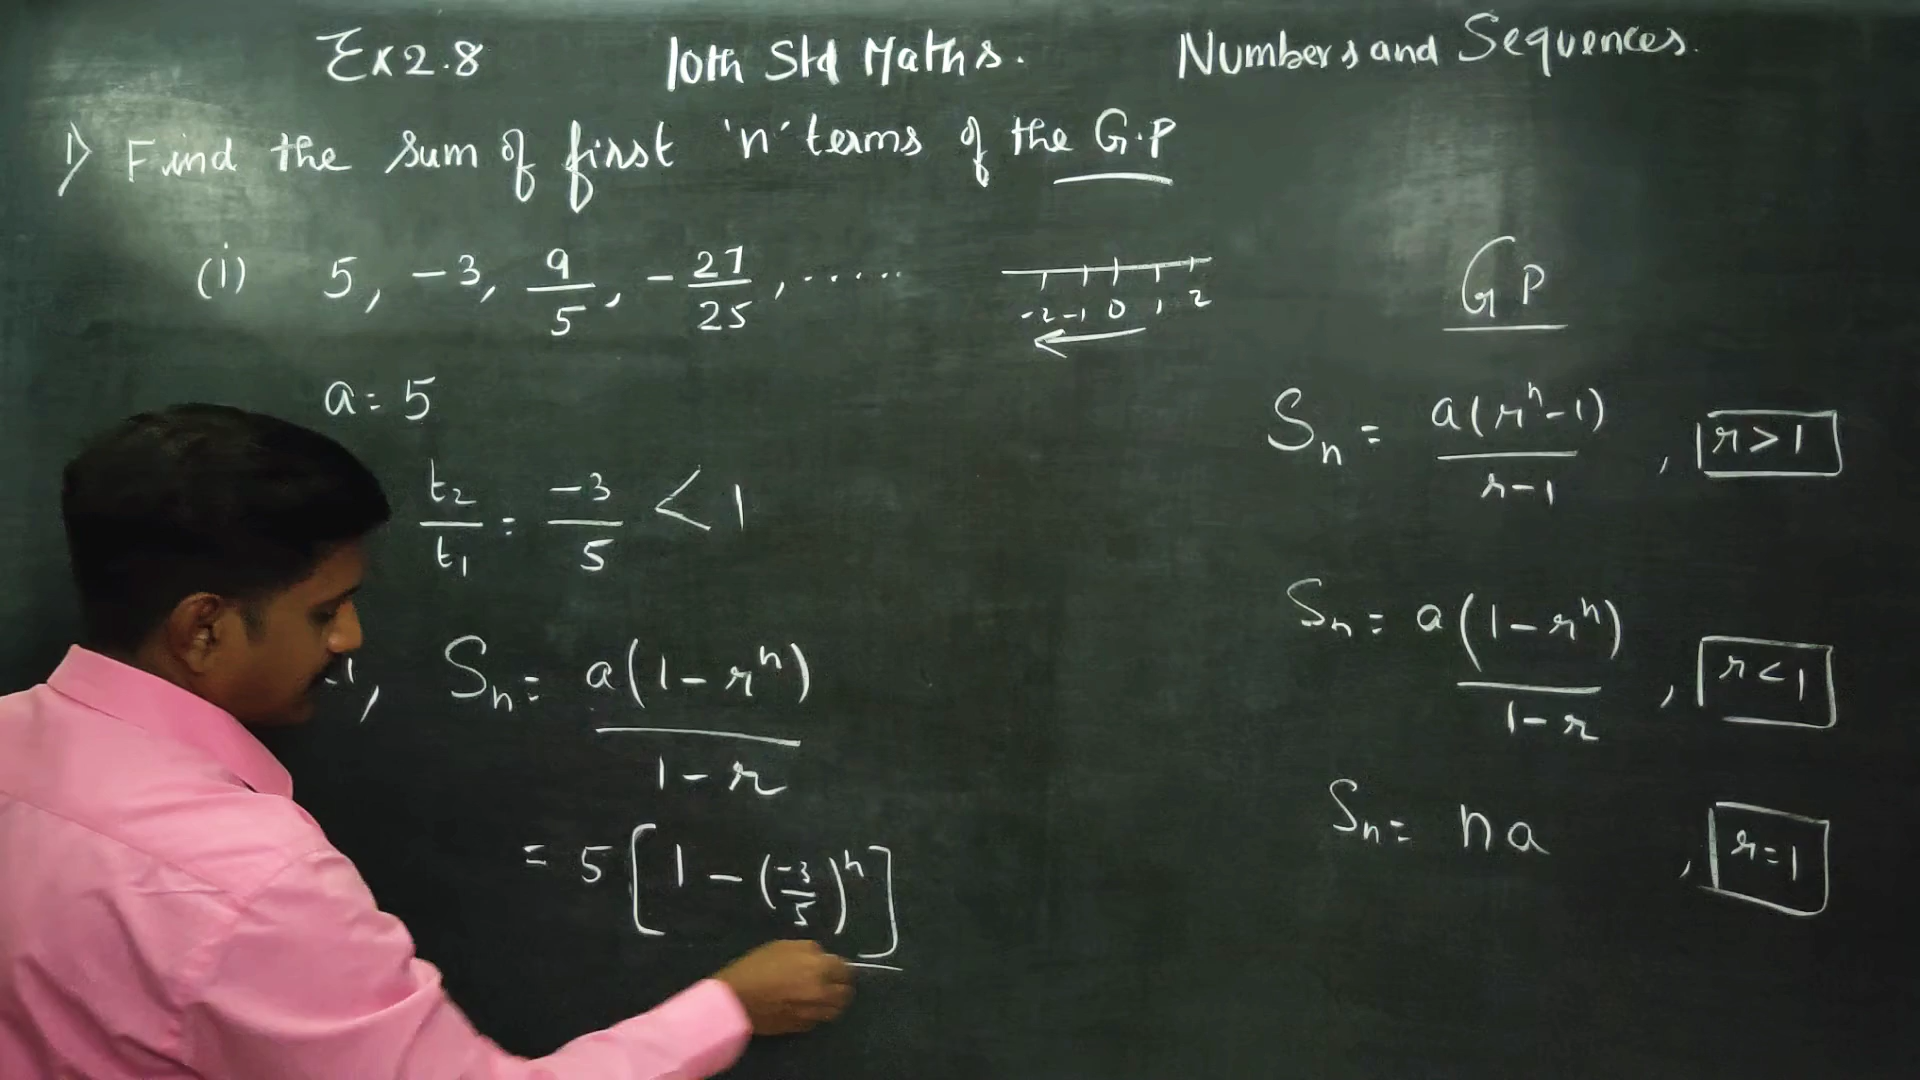 Ex 2.8 10th Std Maths. Numbers and Sequences.
1) Find the sum of first 'n' terms of the G.P
(i) 5, -3, 9/5, -27/25, ......
-2 -1 0 1 2
a = 5
t₂/t₁ = -3/5 < 1
1, Sₙ = a(1-rⁿ)/1-r
= 5[1-(-3/5)ⁿ]
GP
Sₙ = a(rⁿ-1)/r-1 , r>1
Sₙ = a(1-rⁿ)/1-r , r<1
Sₙ = na , r=1